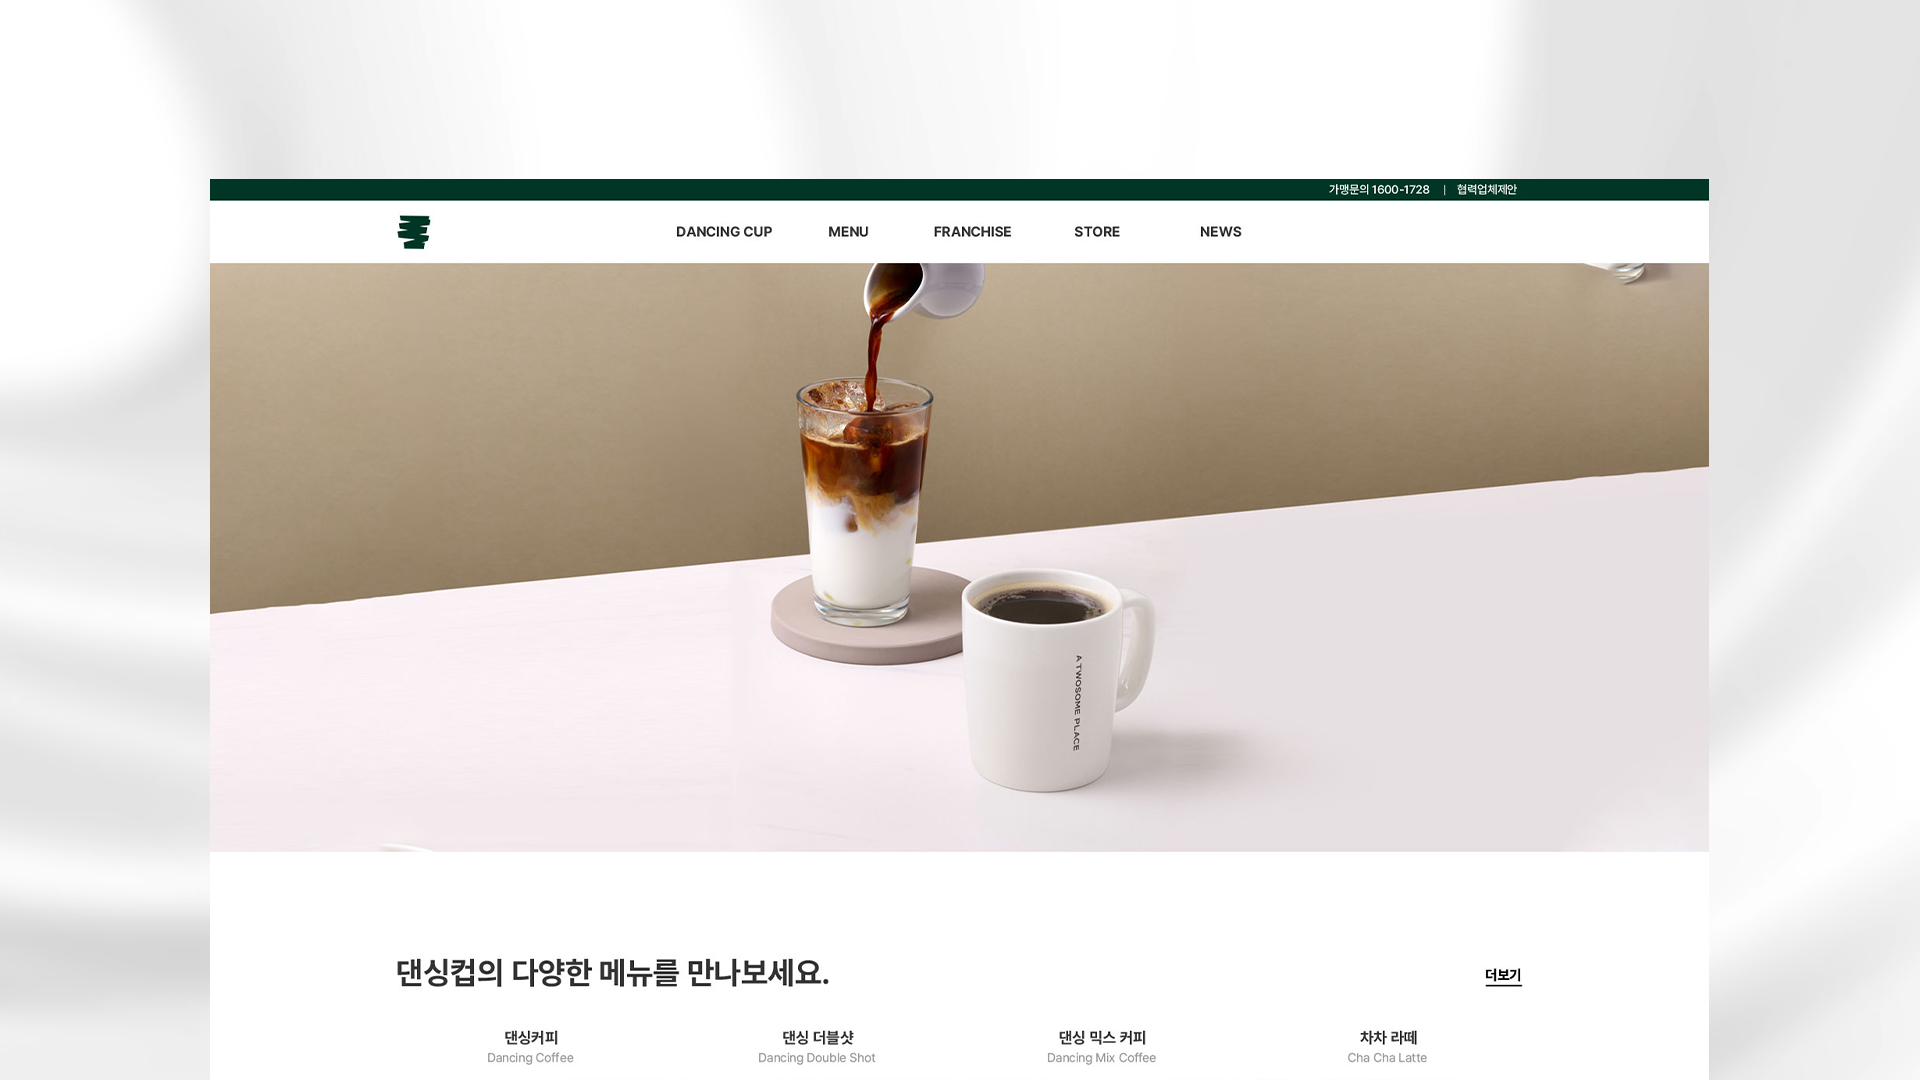 가맹문의 1600-1728 | 협력업체제안
DANCING CUP MENU FRANCHISE STORE NEWS
A TWOSOME PLACE
댄싱컵의 다양한 메뉴를 만나보세요.
더보기
댄싱커피 댄싱 더블샷 댄싱 믹스 커피 차차 라떼
Dancing Coffee Dancing Double Shot Dancing Mix Coffee Cha Cha Latte